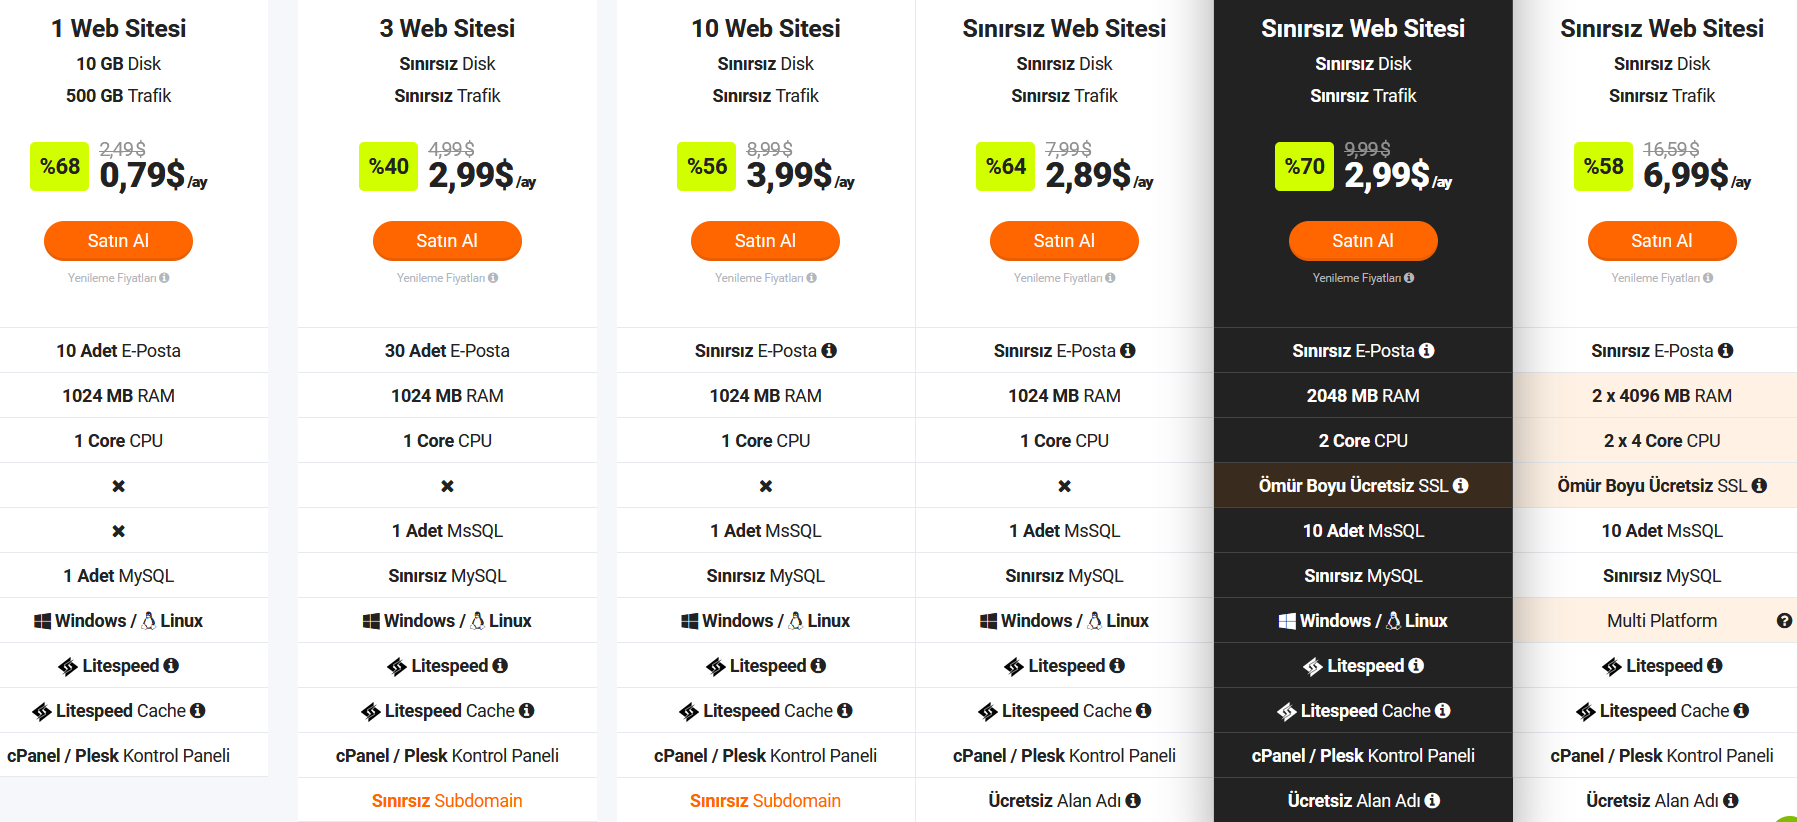 1 Web Sitesi
10 GB Disk
500 GB Trafik
%68
2,49$
0,79$/ay
Satın Al
Yenileme Fiyatları
10 Adet E-Posta
1024 MB RAM
1 Core CPU
1 Adet MySQL
Windows / Linux
Litespeed
Litespeed Cache
cPanel / Plesk Kontrol Paneli
3 Web Sitesi
Sınırsız Disk
Sınırsız Trafik
%40
4,99$
2,99$/ay
Satın Al
Yenileme Fiyatları
30 Adet E-Posta
1024 MB RAM
1 Core CPU
1 Adet MsSQL
Sınırsız MySQL
Windows / Linux
Litespeed
Litespeed Cache
cPanel / Plesk Kontrol Paneli
Sınırsız Subdomain
10 Web Sitesi
Sınırsız Disk
Sınırsız Trafik
%56
8,99$
3,99$/ay
Satın Al
Yenileme Fiyatları
Sınırsız E-Posta
1024 MB RAM
1 Core CPU
1 Adet MsSQL
Sınırsız MySQL
Windows / Linux
Litespeed
Litespeed Cache
cPanel / Plesk Kontrol Paneli
Sınırsız Subdomain
Sınırsız Web Sitesi
Sınırsız Disk
Sınırsız Trafik
%64
7,99$
2,89$/ay
Satın Al
Yenileme Fiyatları
Sınırsız E-Posta
1024 MB RAM
1 Core CPU
1 Adet MsSQL
Sınırsız MySQL
Windows / Linux
Litespeed
Litespeed Cache
cPanel / Plesk Kontrol Paneli
Ücretsiz Alan Adı
Sınırsız Web Sitesi
Sınırsız Disk
Sınırsız Trafik
%70
9,99$
2,99$/ay
Satın Al
Yenileme Fiyatları
Sınırsız E-Posta
2048 MB RAM
2 Core CPU
Ömür Boyu Ücretsiz SSL
10 Adet MsSQL
Sınırsız MySQL
Windows / Linux
Litespeed
Litespeed Cache
cPanel / Plesk Kontrol Paneli
Ücretsiz Alan Adı
Sınırsız Web Sitesi
Sınırsız Disk
Sınırsız Trafik
%58
16,59$
6,99$/ay
Satın Al
Yenileme Fiyatları
Sınırsız E-Posta
2 x 4096 MB RAM
2 x 4 Core CPU
Ömür Boyu Ücretsiz SSL
10 Adet MsSQL
Sınırsız MySQL
Multi Platform
Litespeed
Litespeed Cache
cPanel / Plesk Kontrol Paneli
Ücretsiz Alan Adı